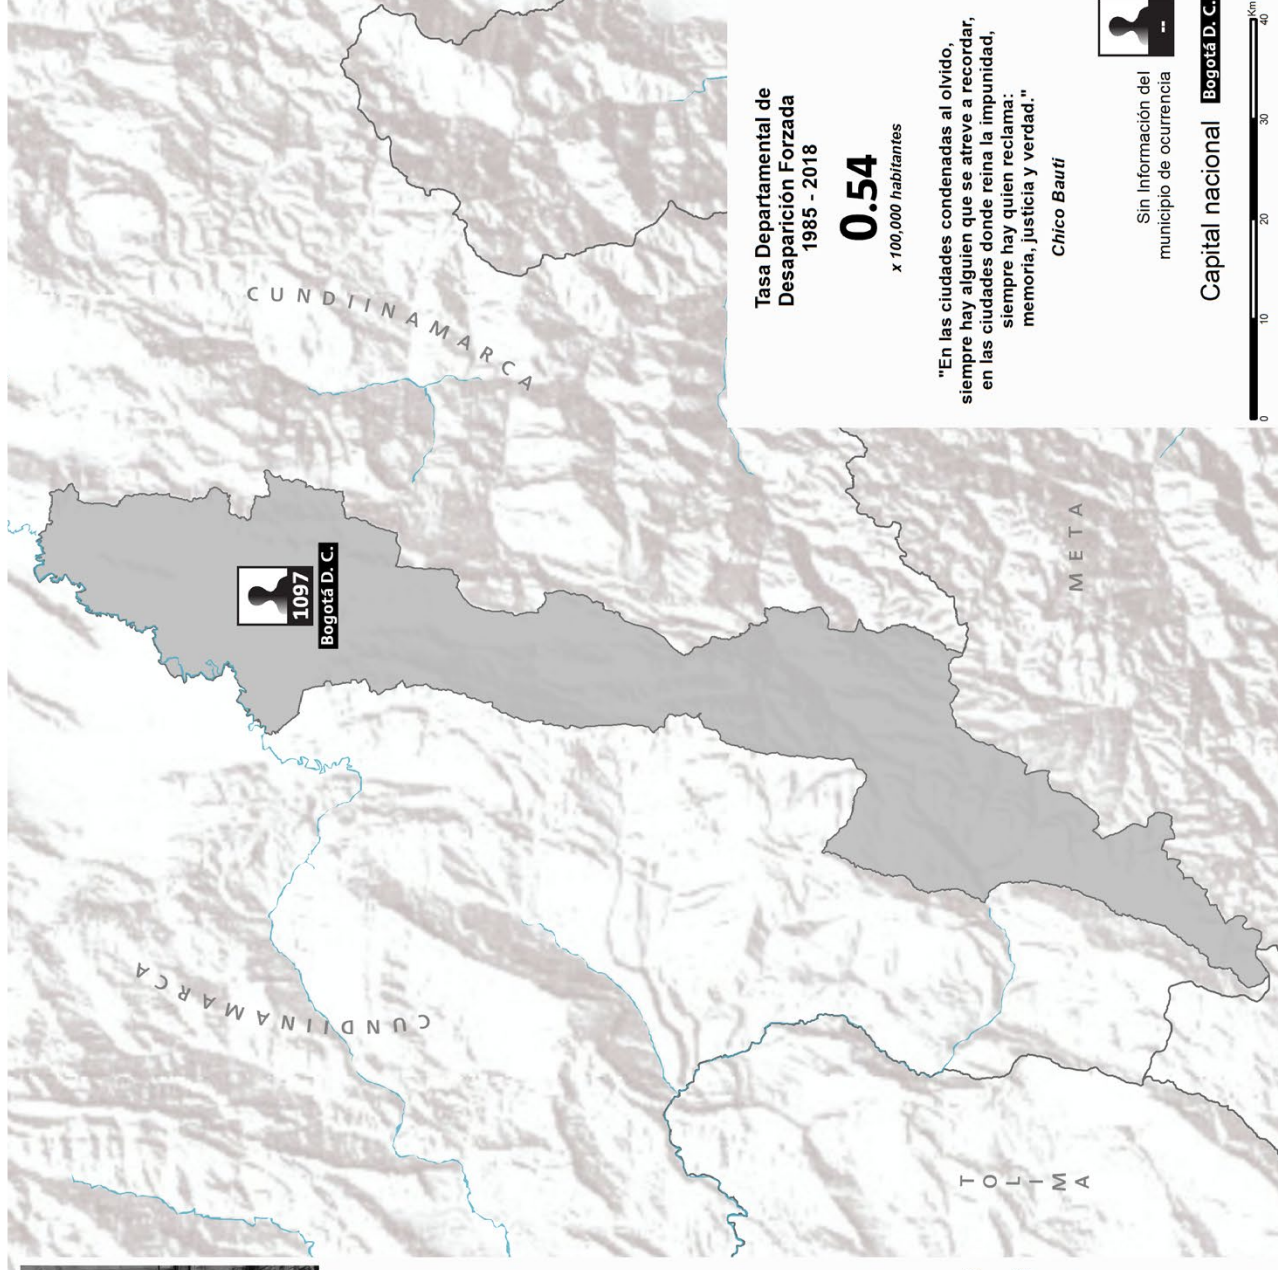 CUNDIINAMARCA
1097
Bogotá D. C.
CUNDIINAMARCA
META
TOLIMA
Tasa Departamental de
Desaparición Forzada
1985 - 2018
0.54
x 100,000 habitantes
"En las ciudades condenadas al olvido,
siempre hay alguien que se atreve a recordar,
en las ciudades donde reina la impunidad,
siempre hay quien reclama:
memoria, justicia y verdad."
Chico Bauti
Sin Información del
municipio de ocurrencia
--
Capital nacional Bogotá D. C.
0 10 20 30 40 Km